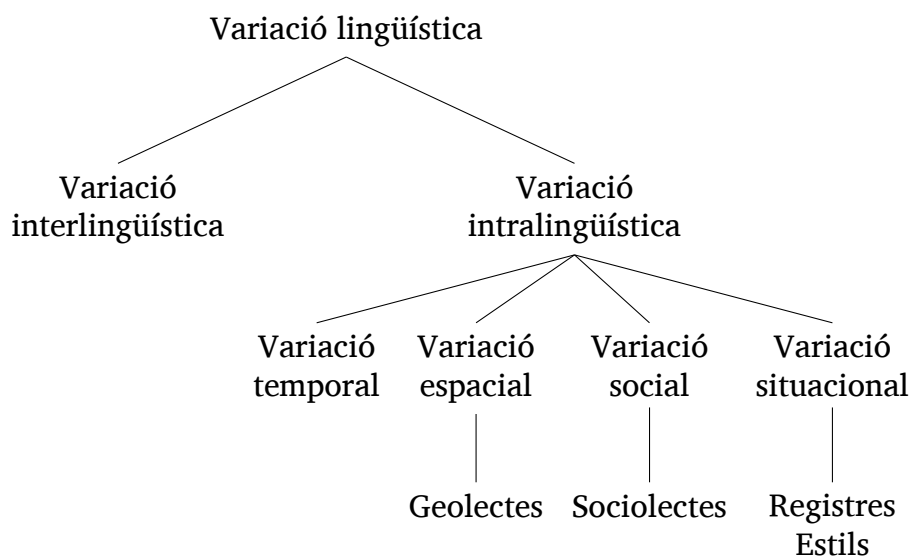 Variació lingüística
Variació
interlingüística
Variació
intralingüística
Variació
temporal
Variació
espacial
Variació
social
Variació
situacional
Geolectes
Sociolectes
Registres
Estils